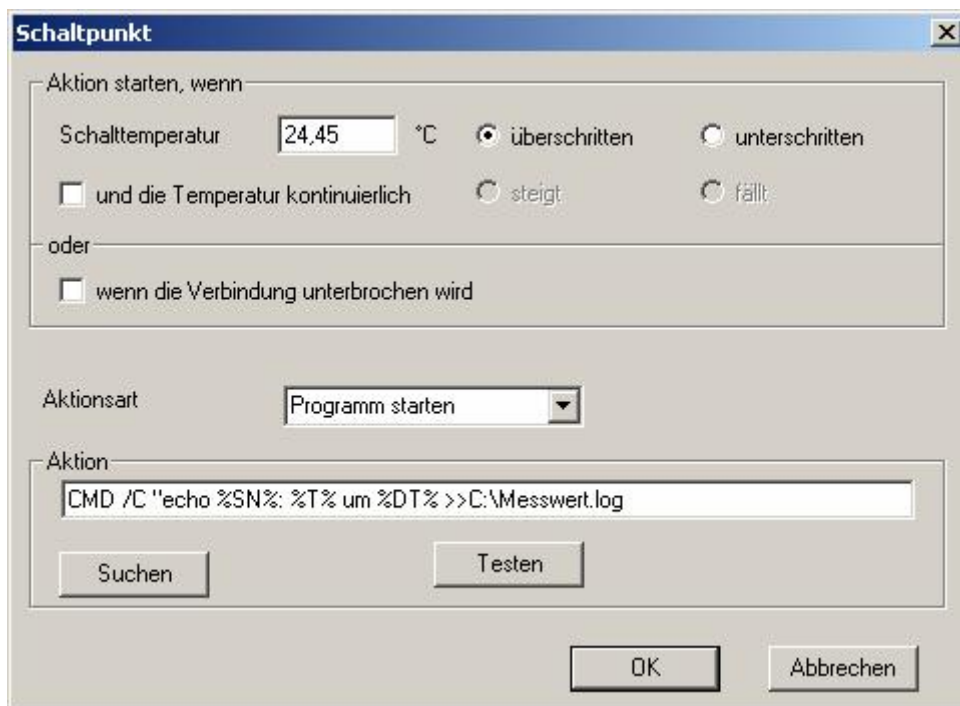 Schaltpunkt
Aktion starten, wenn
Schalttemperatur 24,45 °C überschritten unterschritten
und die Temperatur kontinuierlich steigt fällt
oder
wenn die Verbindung unterbrochen wird
Aktionsart Programm starten
Aktion
CMD /C "echo %SN%: %T% um %DT% >>C:\Messwert.log
Suchen Testen
OK Abbrechen